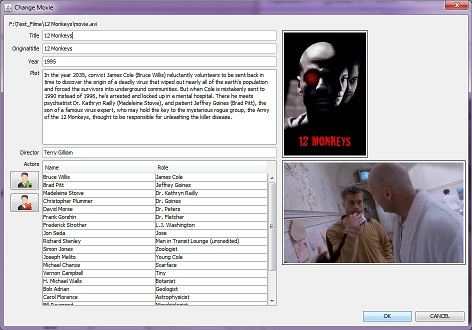 Change Movie
F:\Test_Filme\12 Monkeys\movie.avi
Title 12 Monkeys
Originaltitle 12 Monkeys
Year 1995
Plot In the year 2035, convict James Cole (Bruce Willis) reluctantly volunteers to be sent back in
time to discover the origin of a deadly virus that wiped out nearly all of the earth's population
and forced the survivors into underground communities. But when Cole is mistakenly sent to
1990 instead of 1996, he's arrested and locked up in a mental hospital. There he meets
psychiatrist Dr. Kathryn Railly (Madeleine Stowe), and patient Jeffrey Goines (Brad Pitt), the
son of a famous virus expert, who may hold the key to the mysterious rogue group, the Army
of the 12 Monkeys, thought to be responsible for unleashing the killer disease.
12 MONKEYS
Director Terry Gilliam
Actors
Name Role
Bruce Willis James Cole
Brad Pitt Jeffrey Goines
Madeleine Stowe Dr. Kathryn Railly
Christopher Plummer Dr. Goines
David Morse Dr. Peters
Frank Gorshin Dr. Fletcher
Frederick Strother L.J. Washington
Jon Seda Jose
Richard Stanley Man in Transit Lounge (uncredited)
Simon Jones Zoologist
Joseph Melito Young Cole
Michael Chance Scarface
Vernon Campbell Tiny
H. Michael Walls Botanist
Bob Adrian Geologist
Carol Florence Astrophysicist
OK CANCEL